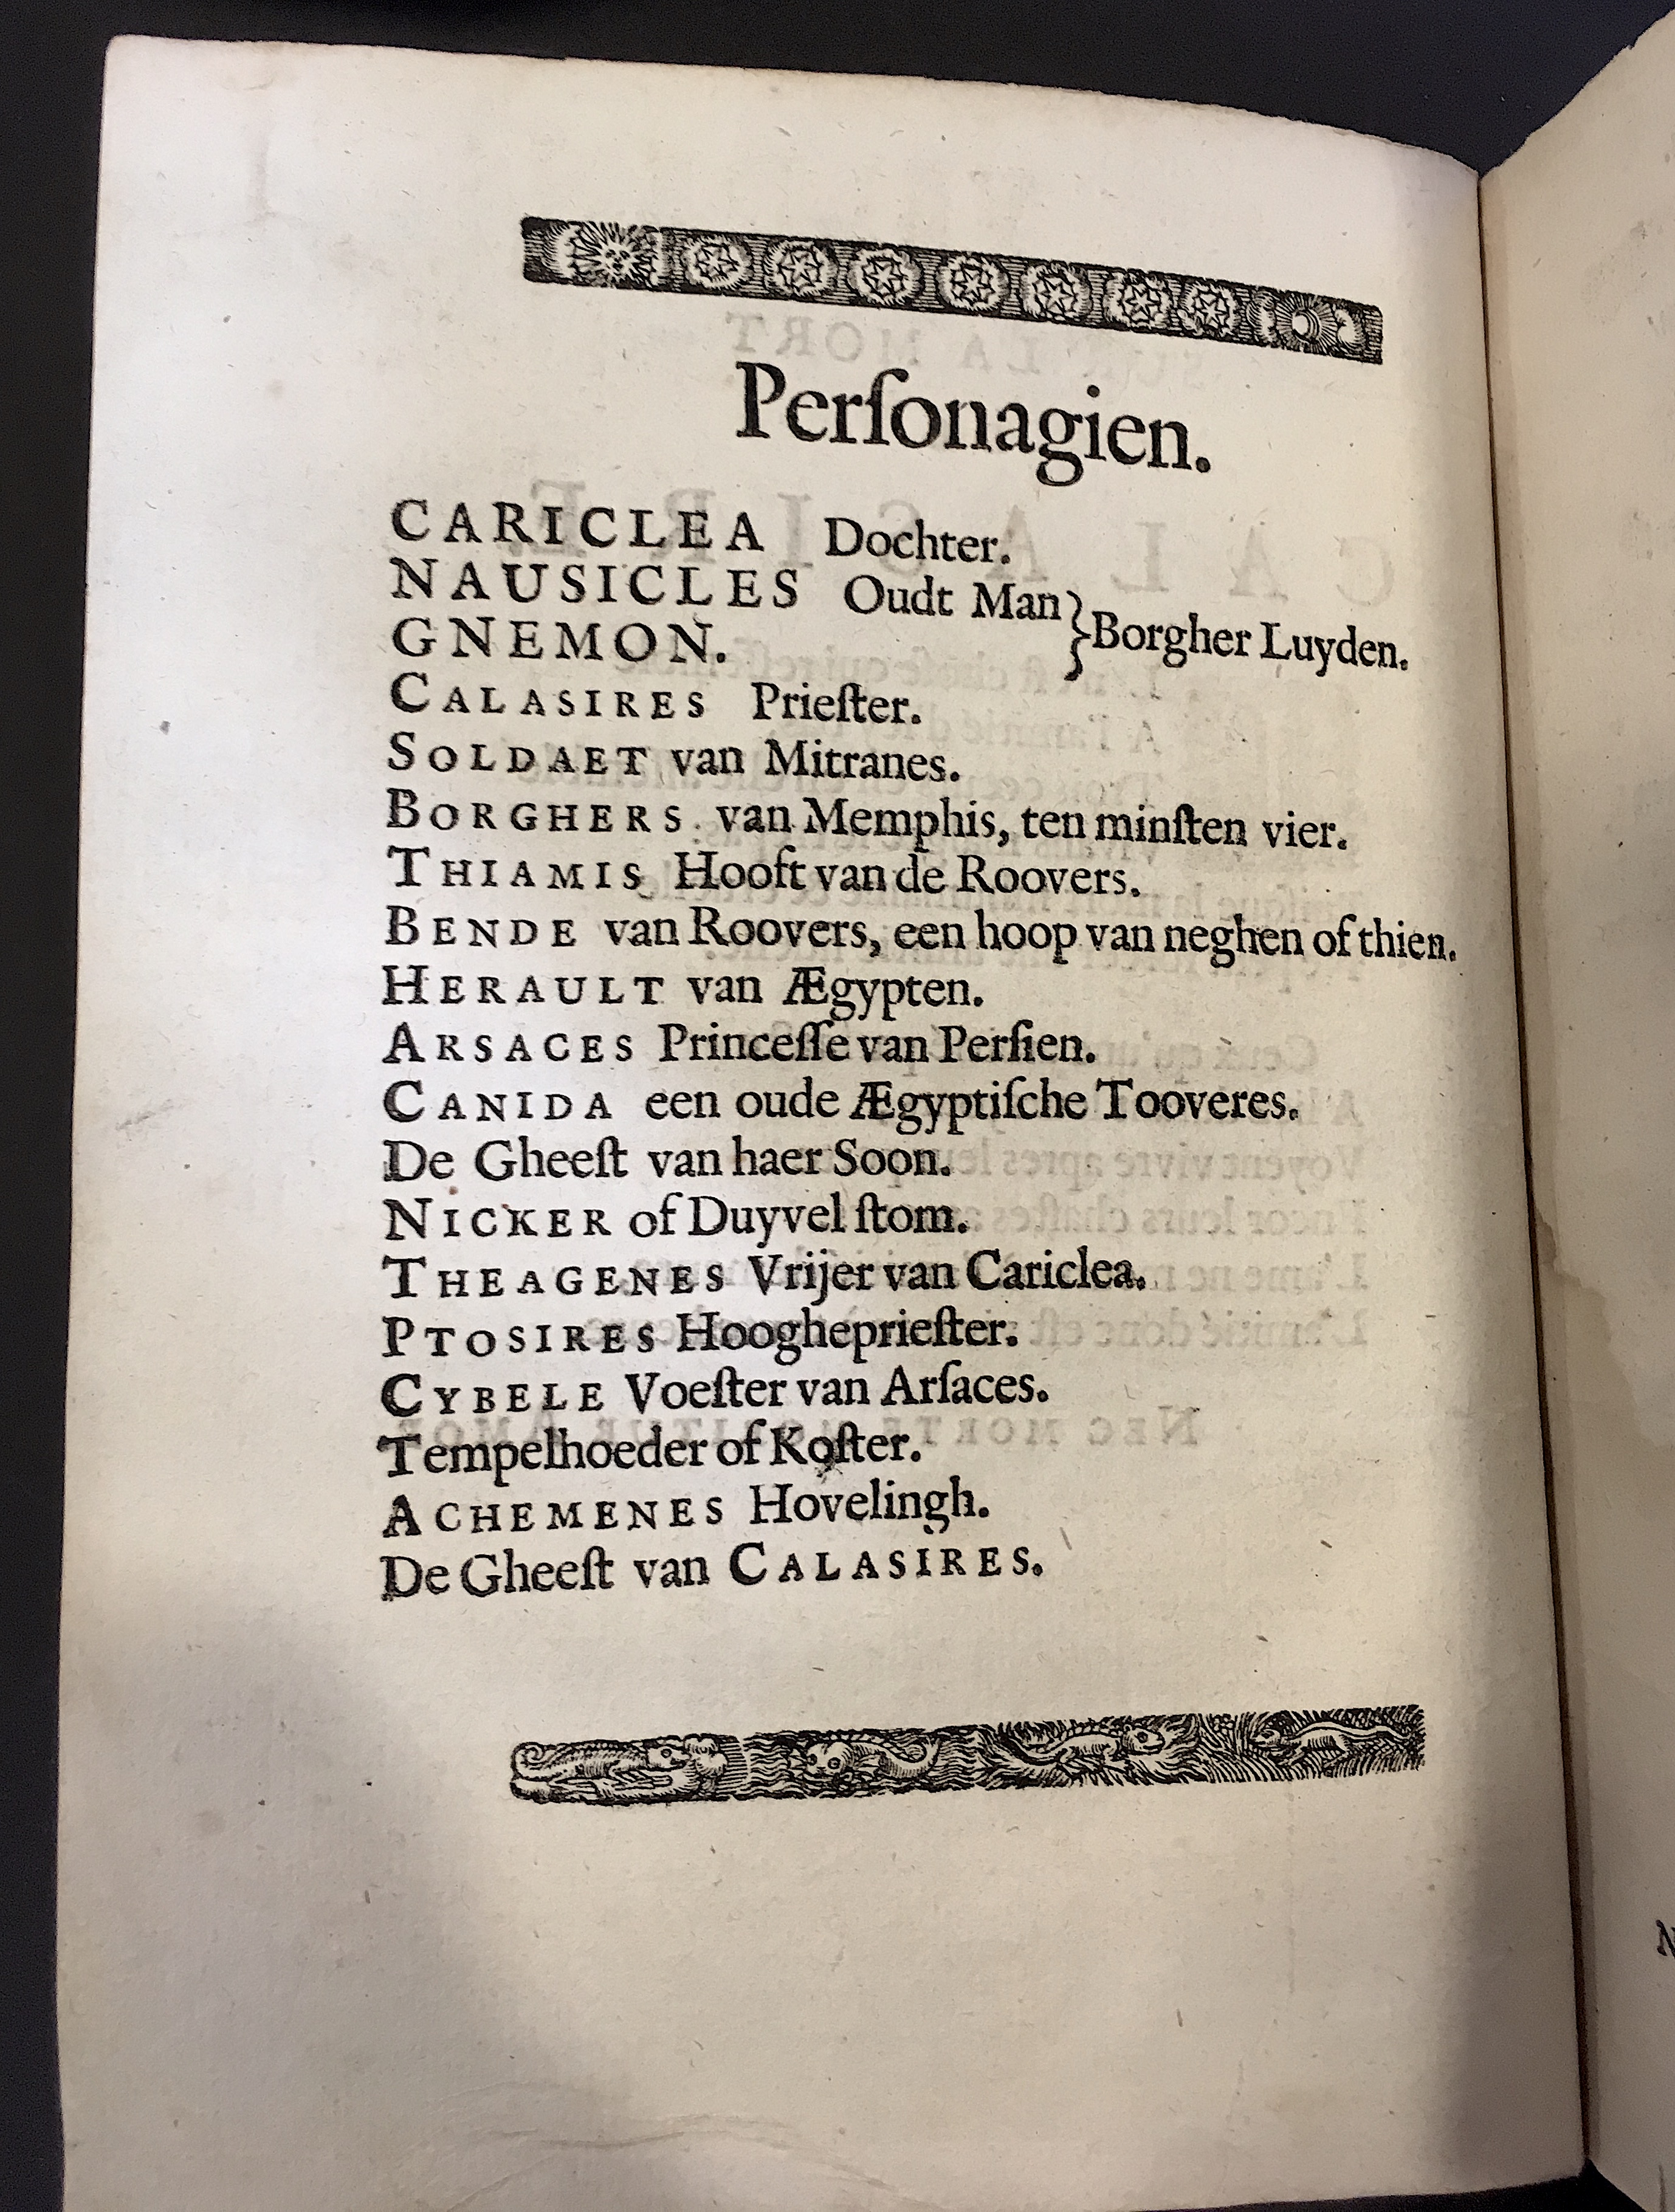 Perſonagien.
CARICLEA Dochter.
NAUSICLES Oudt Man
GNEMON.
} Borgher Luyden.
CALASIRES Prieſter.
SOLDAET van Mitranes.
BORGHERS. van Memphis, ten minſten vier.
THIAMIS Hooft van de Roovers.
BENDE van Roovers, een hoop van neghen of thien.
HERAULT van Ægypten.
ARSACES Princeſſe van Perſien.
CANIDA een oude Ægyptiſche Tooveres.
De Gheeſt van haer Soon.
NICKER of Duyvel ſtom.
THEAGENES Vrijer van Cariclea.
PTOSIRES Hoogheprieſter.
CYBELE Voeſter van Arſaces.
Tempelhoeder of Koſter.
ACHEMENES Hovelingh.
De Gheeſt van CALASIRES.